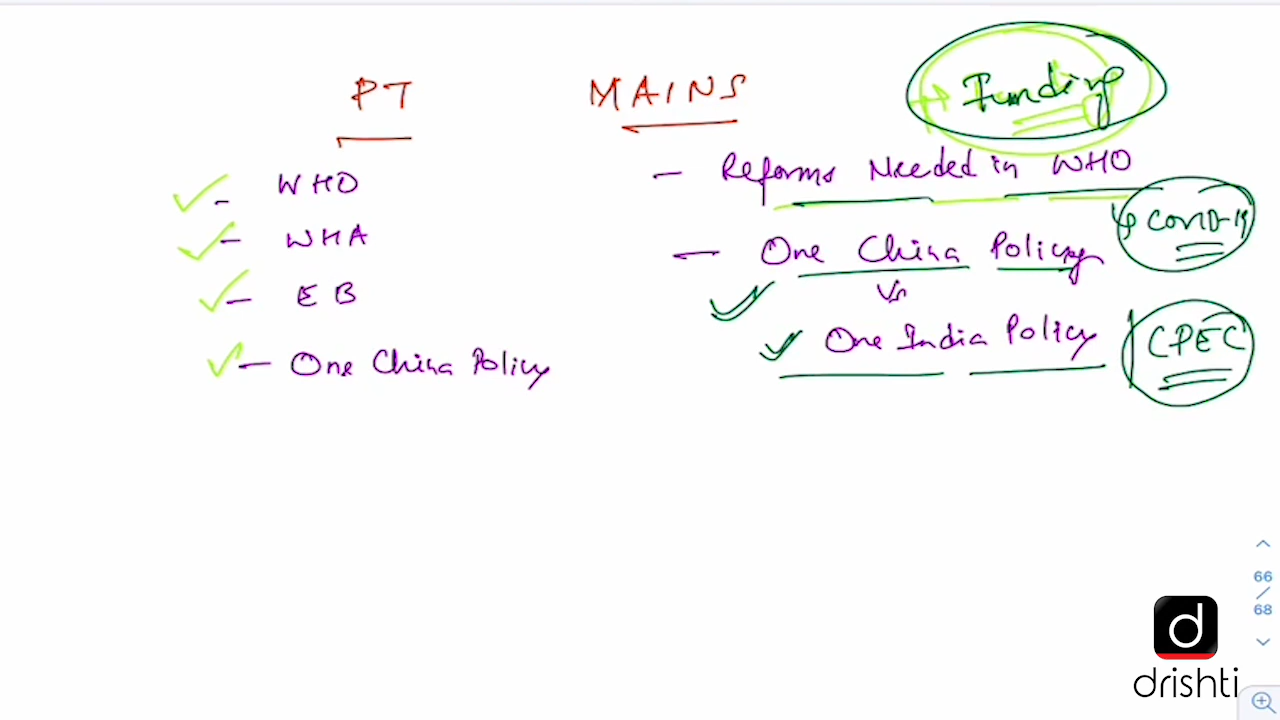 PT
WHO
WHA
EB
One China Policy
MAINS
Funding
Reforms Needed in WHO
Covid-19
One China Policy
Vs
One India Policy
CPEC
66
/
68
d
drishti